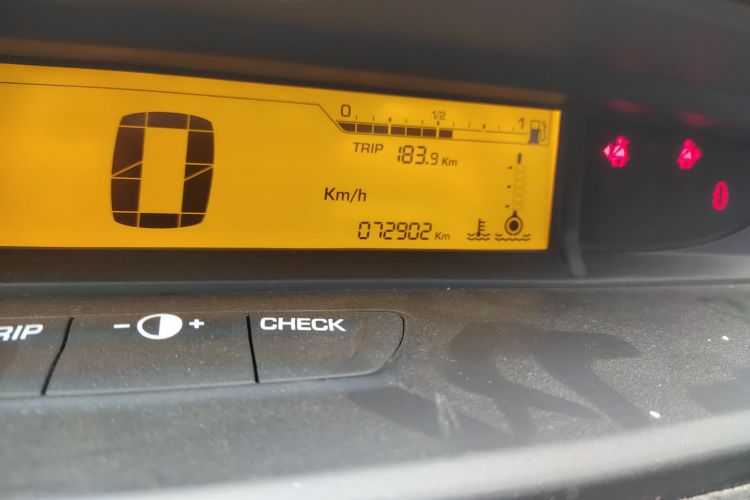 0 1/2 1
TRIP 183.9 Km
0
Km/h
072902 Km
RIP - + CHECK